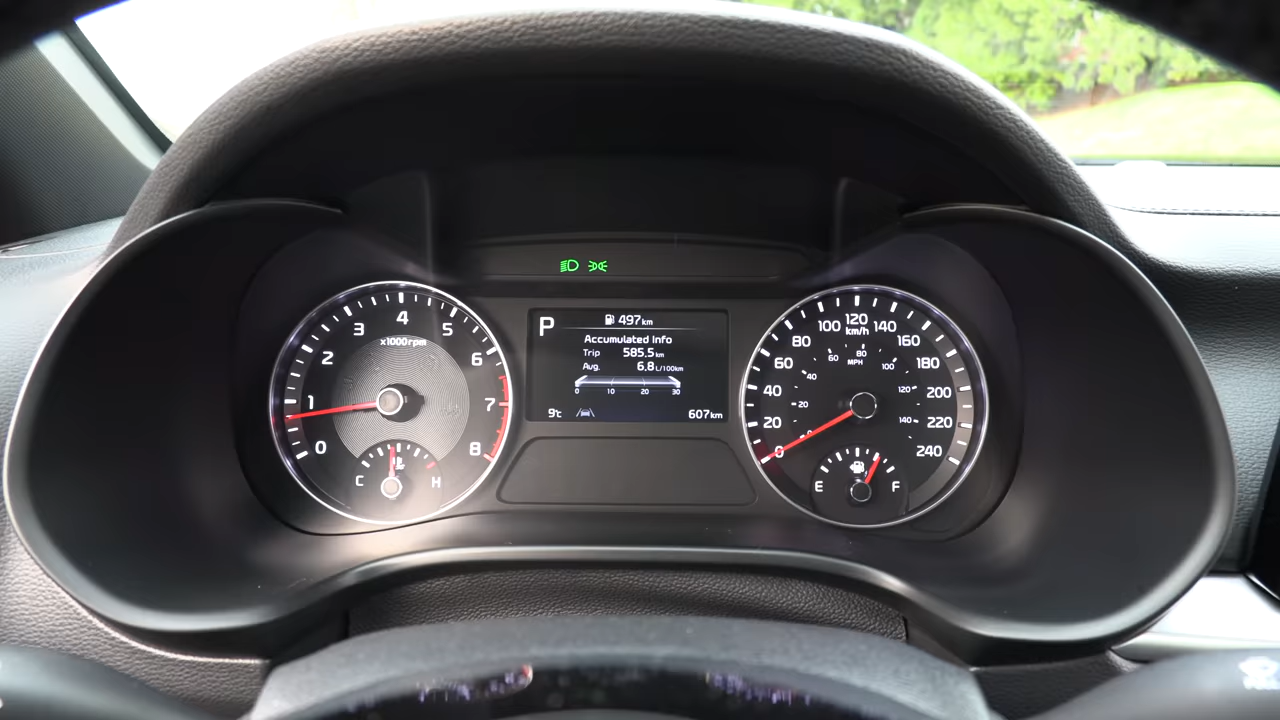 P
497km
Accumulated Info
Trip 585.5km
Avg. 6.8L/100km
0 10 20 30
9°C
607km
x1000rpm
0 1 2 3 4 5 6 7 8
C H
km/h
0 20 40 60 80 100 120 140 160 180 200 220 240
MPH
0 20 40 60 80 100 120 140
E F